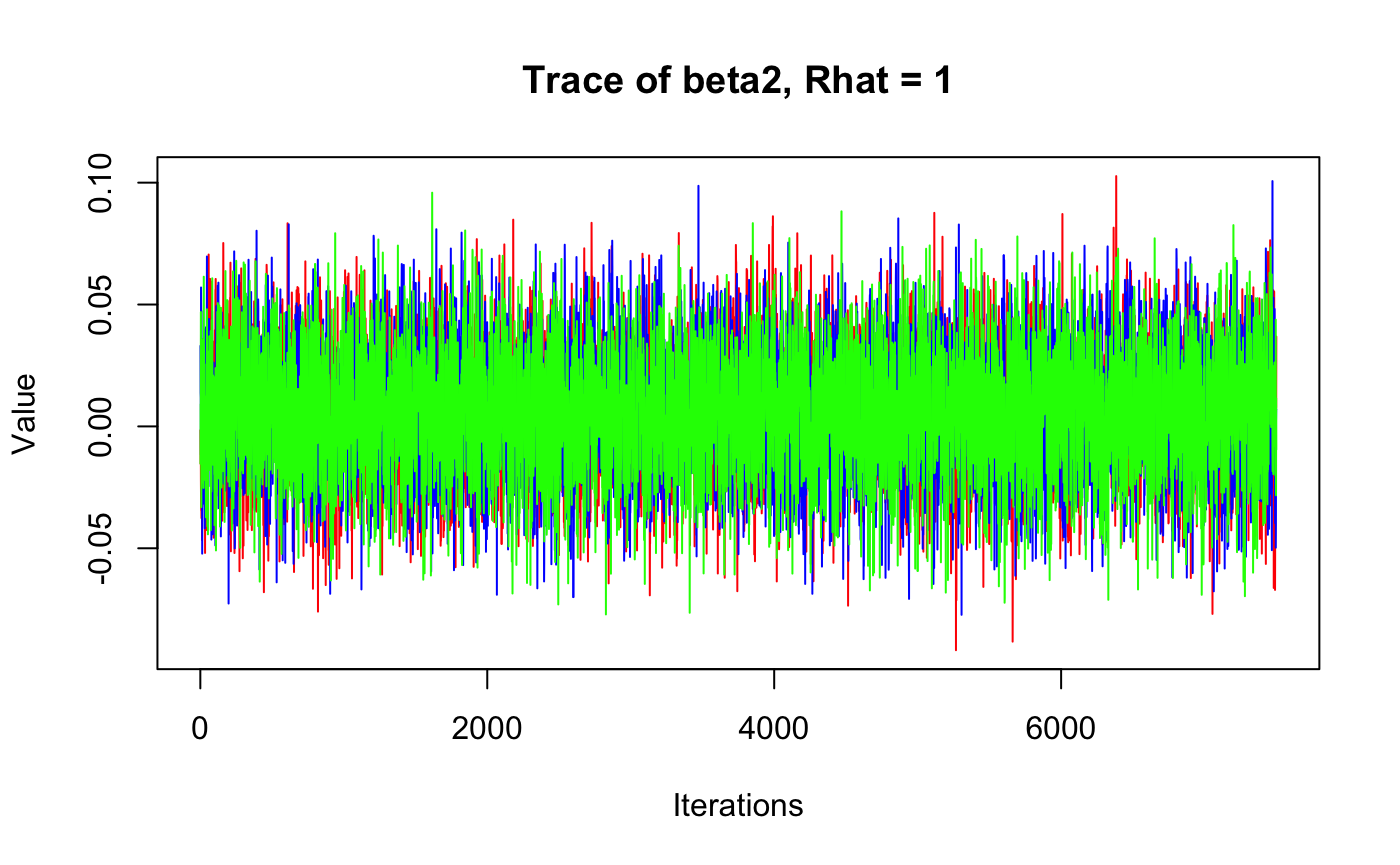 Trace of beta2, Rhat = 1
Value
0.10
0.05
0.00
-0.05
0
2000
4000
6000
Iterations